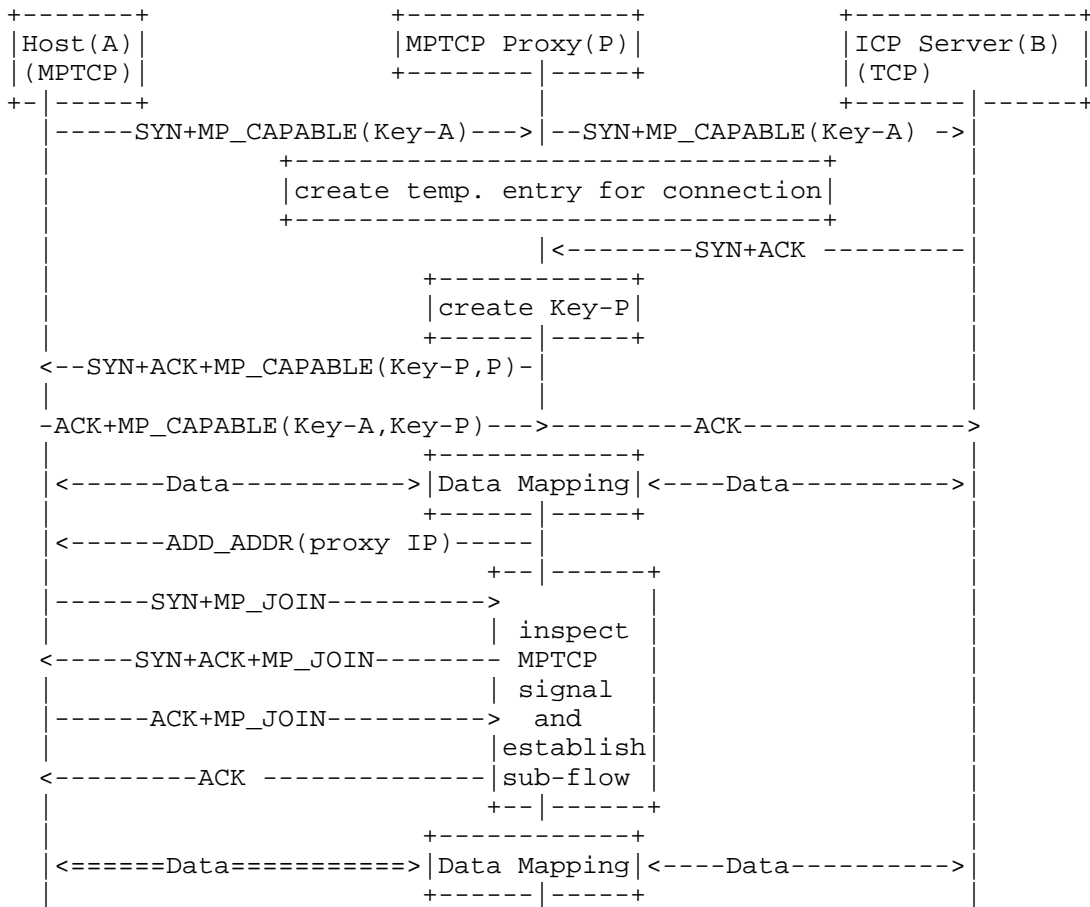 Host(A) MPTCP Proxy(P) ICP Server(B)
(MPTCP) (TCP)
-----SYN+MP_CAPABLE(Key-A)---> --SYN+MP_CAPABLE(Key-A) ->
create temp. entry for connection
<--------SYN+ACK ---------
create Key-P
<--SYN+ACK+MP_CAPABLE(Key-P,P)-
-ACK+MP_CAPABLE(Key-A,Key-P)--->---------ACK-------------->
<------Data-----------> Data Mapping <----Data---------->
<------ADD_ADDR(proxy IP)-----
------SYN+MP_JOIN---------->
inspect
<-----SYN+ACK+MP_JOIN-------- MPTCP
signal
------ACK+MP_JOIN----------> and
establish
<---------ACK -------------- sub-flow
<======Data===========> Data Mapping <----Data---------->